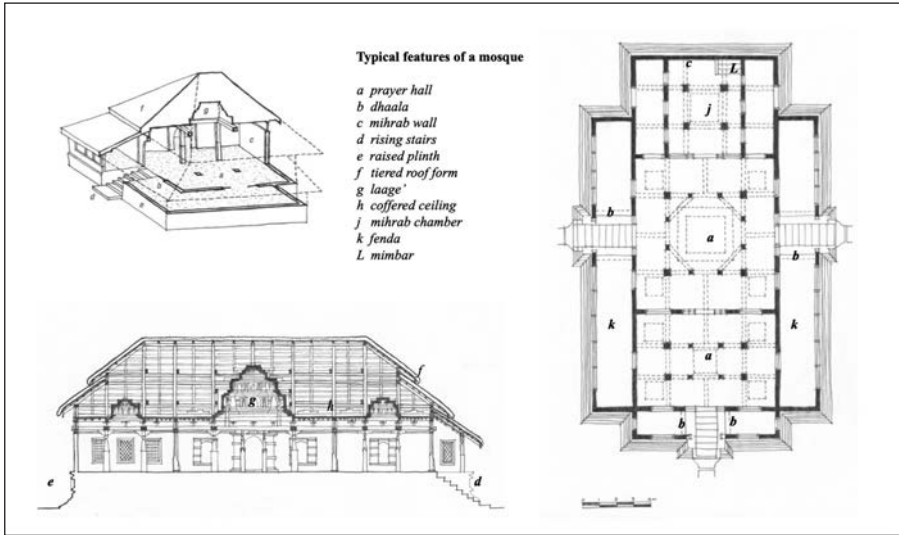 Typical features of a mosque
a prayer hall
b dhaala
c mihrab wall
d rising stairs
e raised plinth
f tiered roof form
g laage'
h coffered ceiling
j mihrab chamber
k fenda
L mimbar
c L
j
b
a
b
k k
a
b b
f
g h
e d